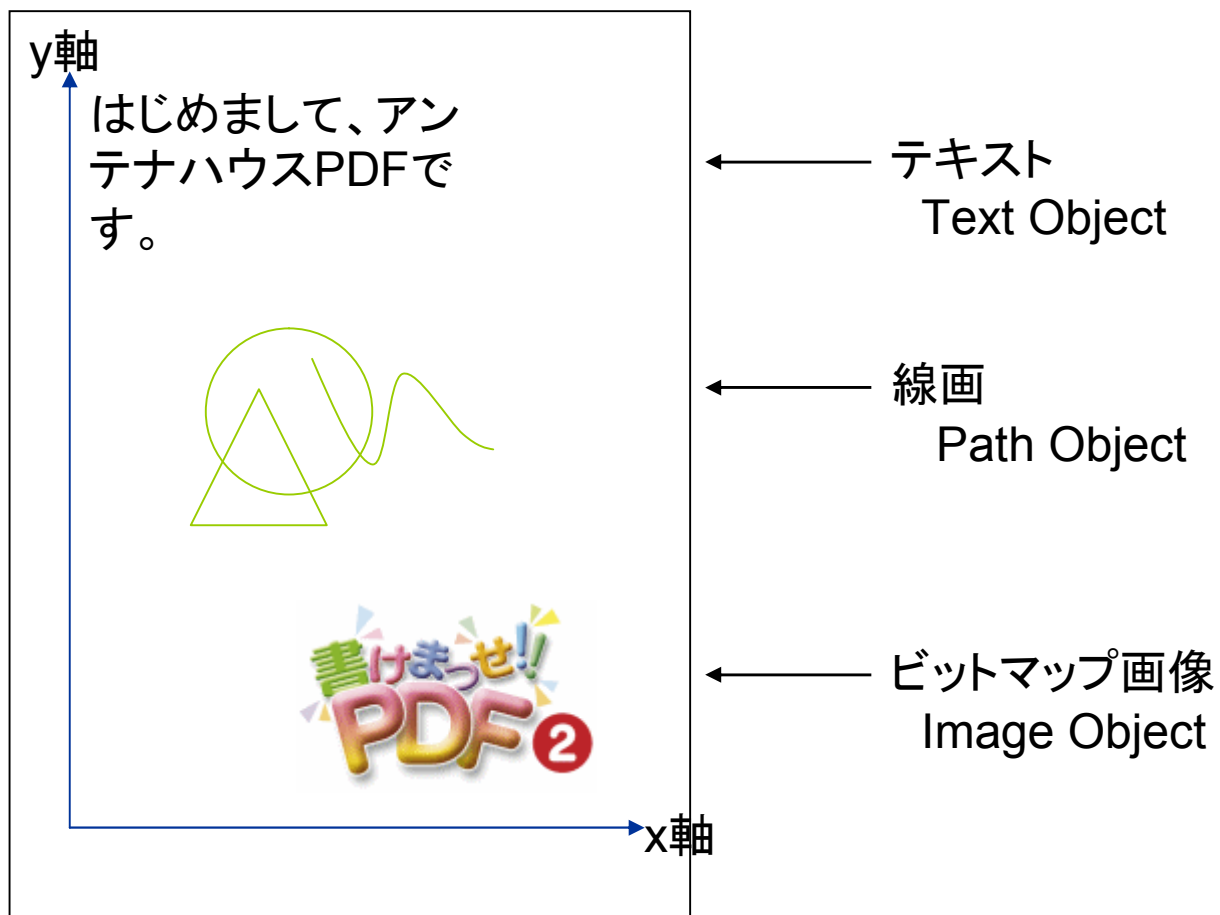 y軸
はじめまして、アン
テナハウスPDFで
す。
テキスト
Text Object
線画
Path Object
書けまっせ!!
PDF2
ビットマップ画像
Image Object
x軸